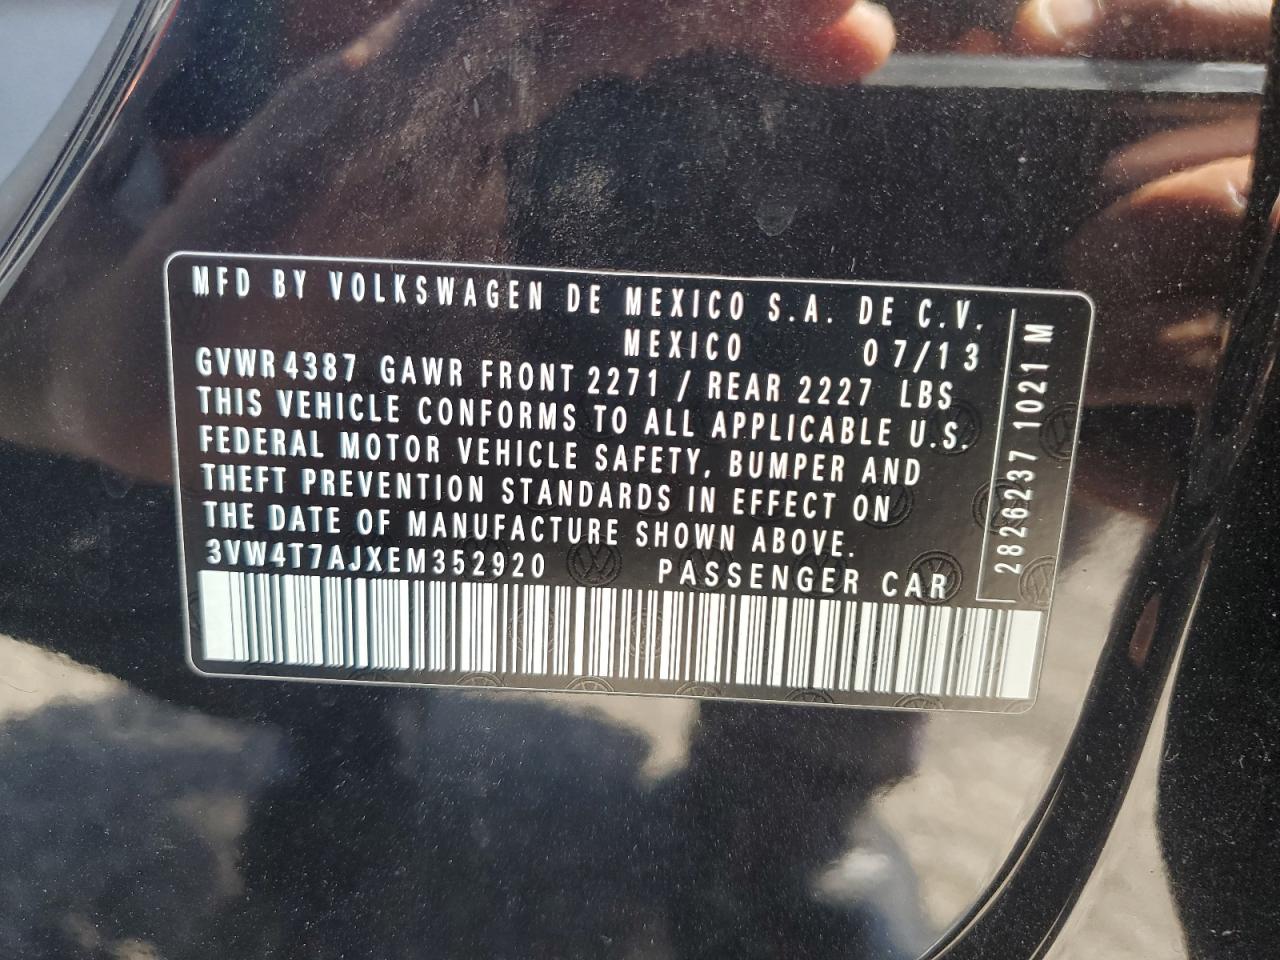 MFD BY VOLKSWAGEN DE MEXICO S.A. DE C.V.
MEXICO 07/13
GVWR 4387 GAWR FRONT 2271 / REAR 2227 LBS
THIS VEHICLE CONFORMS TO ALL APPLICABLE U.S.
FEDERAL MOTOR VEHICLE SAFETY, BUMPER AND
THEFT PREVENTION STANDARDS IN EFFECT ON
THE DATE OF MANUFACTURE SHOWN ABOVE.
3VW4T7AJXEM352920 PASSENGER CAR
2826237 1021 M